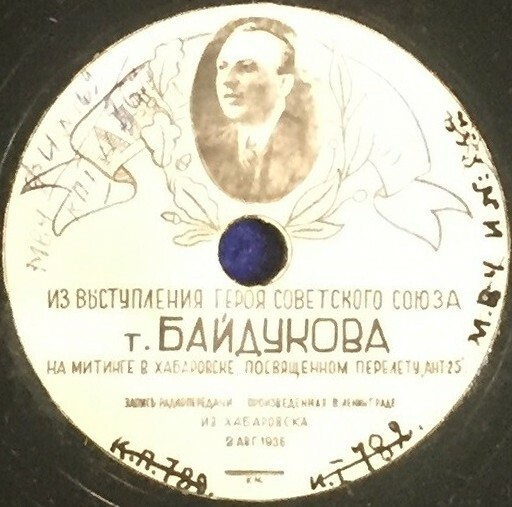 ИЗ ВЫСТУПЛЕНИЯ ГЕРОЯ СОВЕТСКОГО СОЮЗА
т. БАЙДУКОВА
НА МИТИНГЕ В ХАБАРОВСКЕ, ПОСВЯЩЕННОМ ПЕРЕЛЕТУ „АНТ-25"
ЗАПИСЬ РАДИОПЕРЕДАЧИ ПРОИЗВЕДЕННАЯ В ЛЕНИНГРАДЕ
ИЗ ХАБАРОВСКА
2 АВГ. 1936
К.П. 789.
И.Т 782.